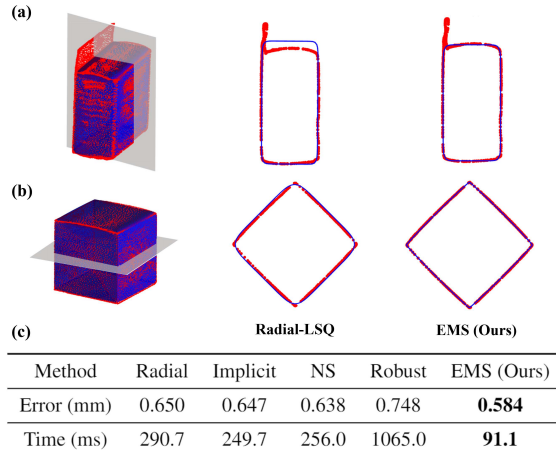 (a)
(b)
Radial-LSQ EMS (Ours)
(c)
Method Radial Implicit NS Robust EMS (Ours)
Error (mm) 0.650 0.647 0.638 0.748 0.584
Time (ms) 290.7 249.7 256.0 1065.0 91.1